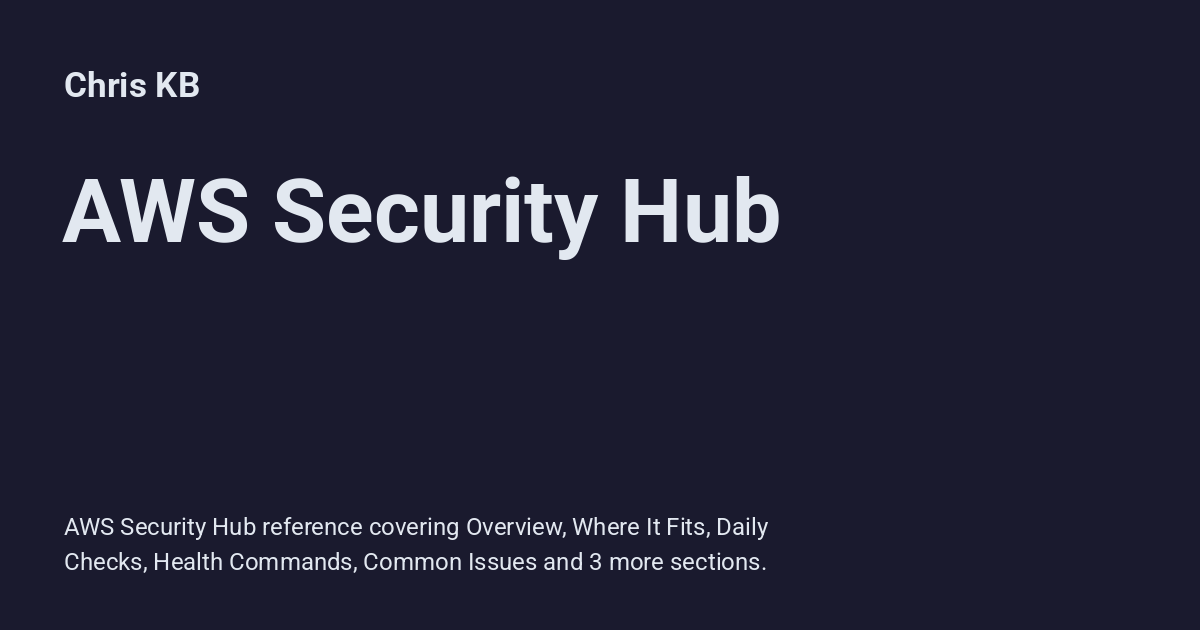 Chris KB
AWS Security Hub
AWS Security Hub reference covering Overview, Where It Fits, Daily
Checks, Health Commands, Common Issues and 3 more sections.